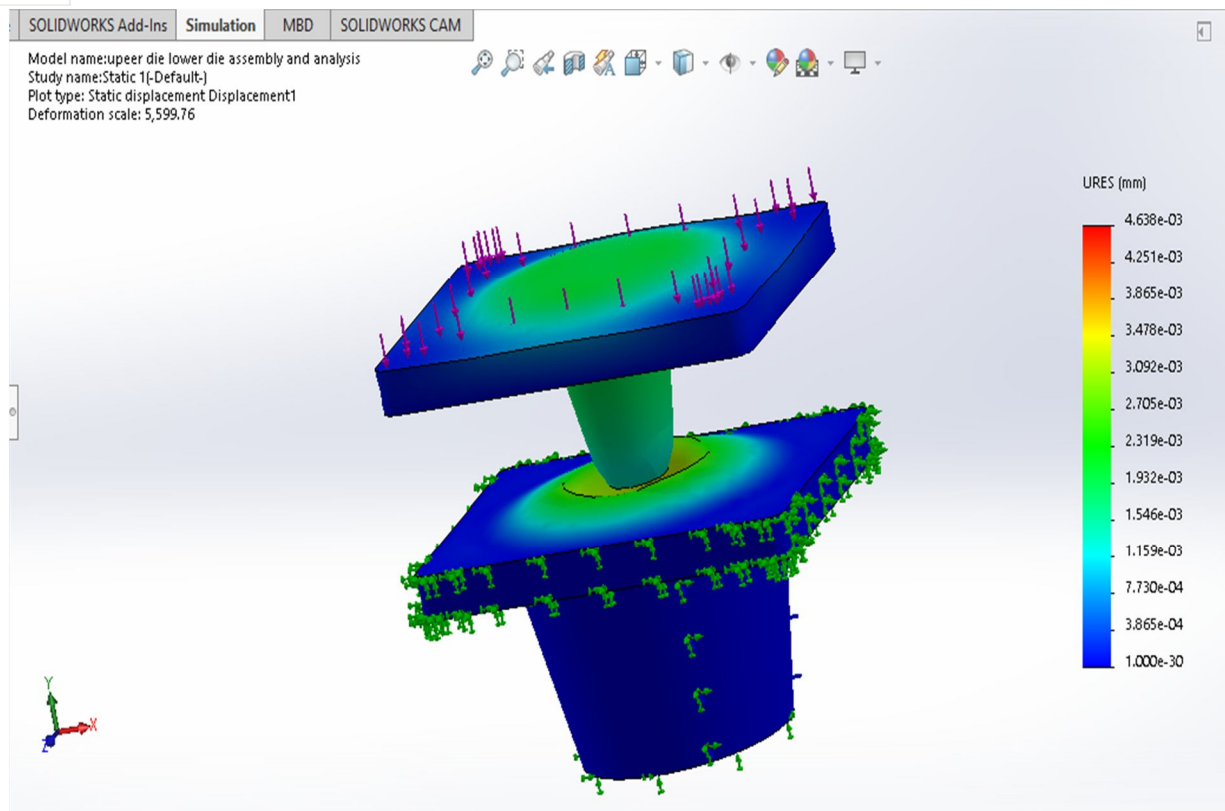 SOLIDWORKS Add-Ins Simulation MBD SOLIDWORKS CAM
Model name:upeer die lower die assembly and analysis
Study name:Static 1(-Default-)
Plot type: Static displacement Displacement1
Deformation scale: 5,599.76
URES (mm)
4.638e-03
4.251e-03
3.865e-03
3.478e-03
3.092e-03
2.705e-03
2.319e-03
1.932e-03
1.546e-03
1.159e-03
7.730e-04
3.865e-04
1.000e-30
Y
X
Z